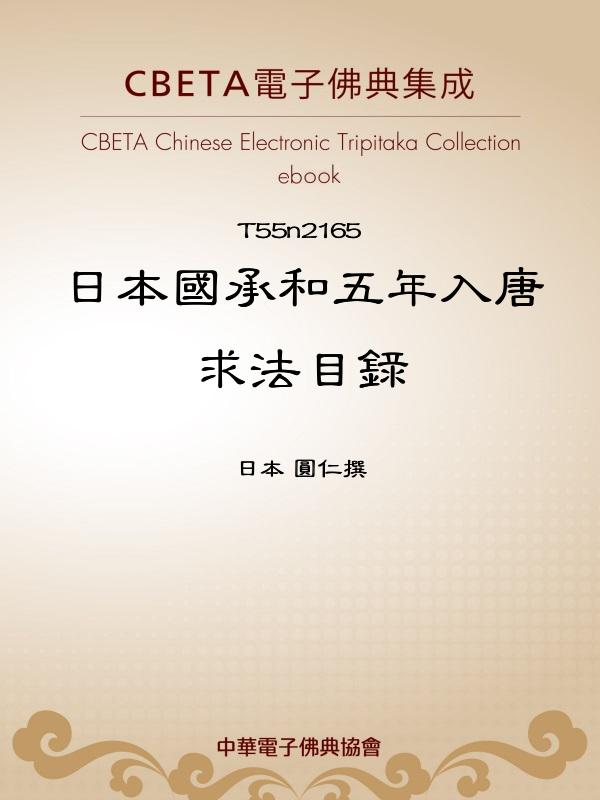 CBETA電子佛典集成
CBETA Chinese Electronic Tripitaka Collection
ebook
T55n2165
日本國承和五年入唐
求法目錄
日本 圓仁撰
中華電子佛典協會